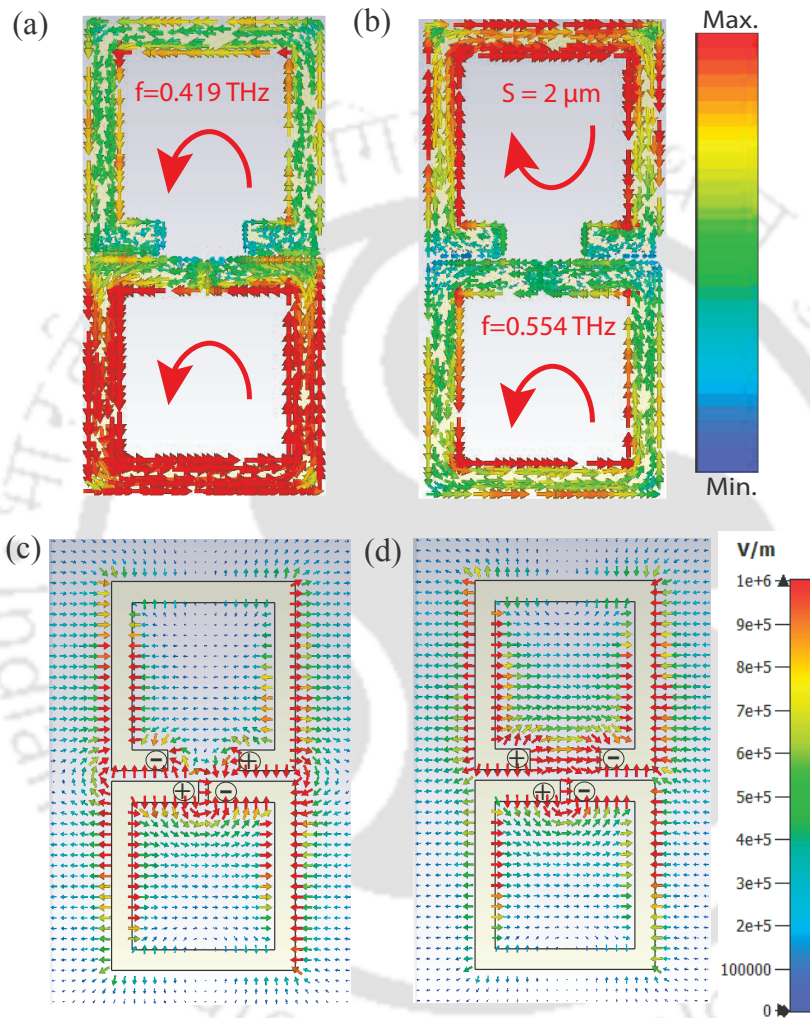 (a)
f=0.419 THz
(b)
S = 2 μm
f=0.554 THz
Max.
Min.
(c)
- +
+ -
(d)
+ -
+ -
V/m
1e+6
9e+5
8e+5
7e+5
6e+5
5e+5
4e+5
3e+5
2e+5
100000
0